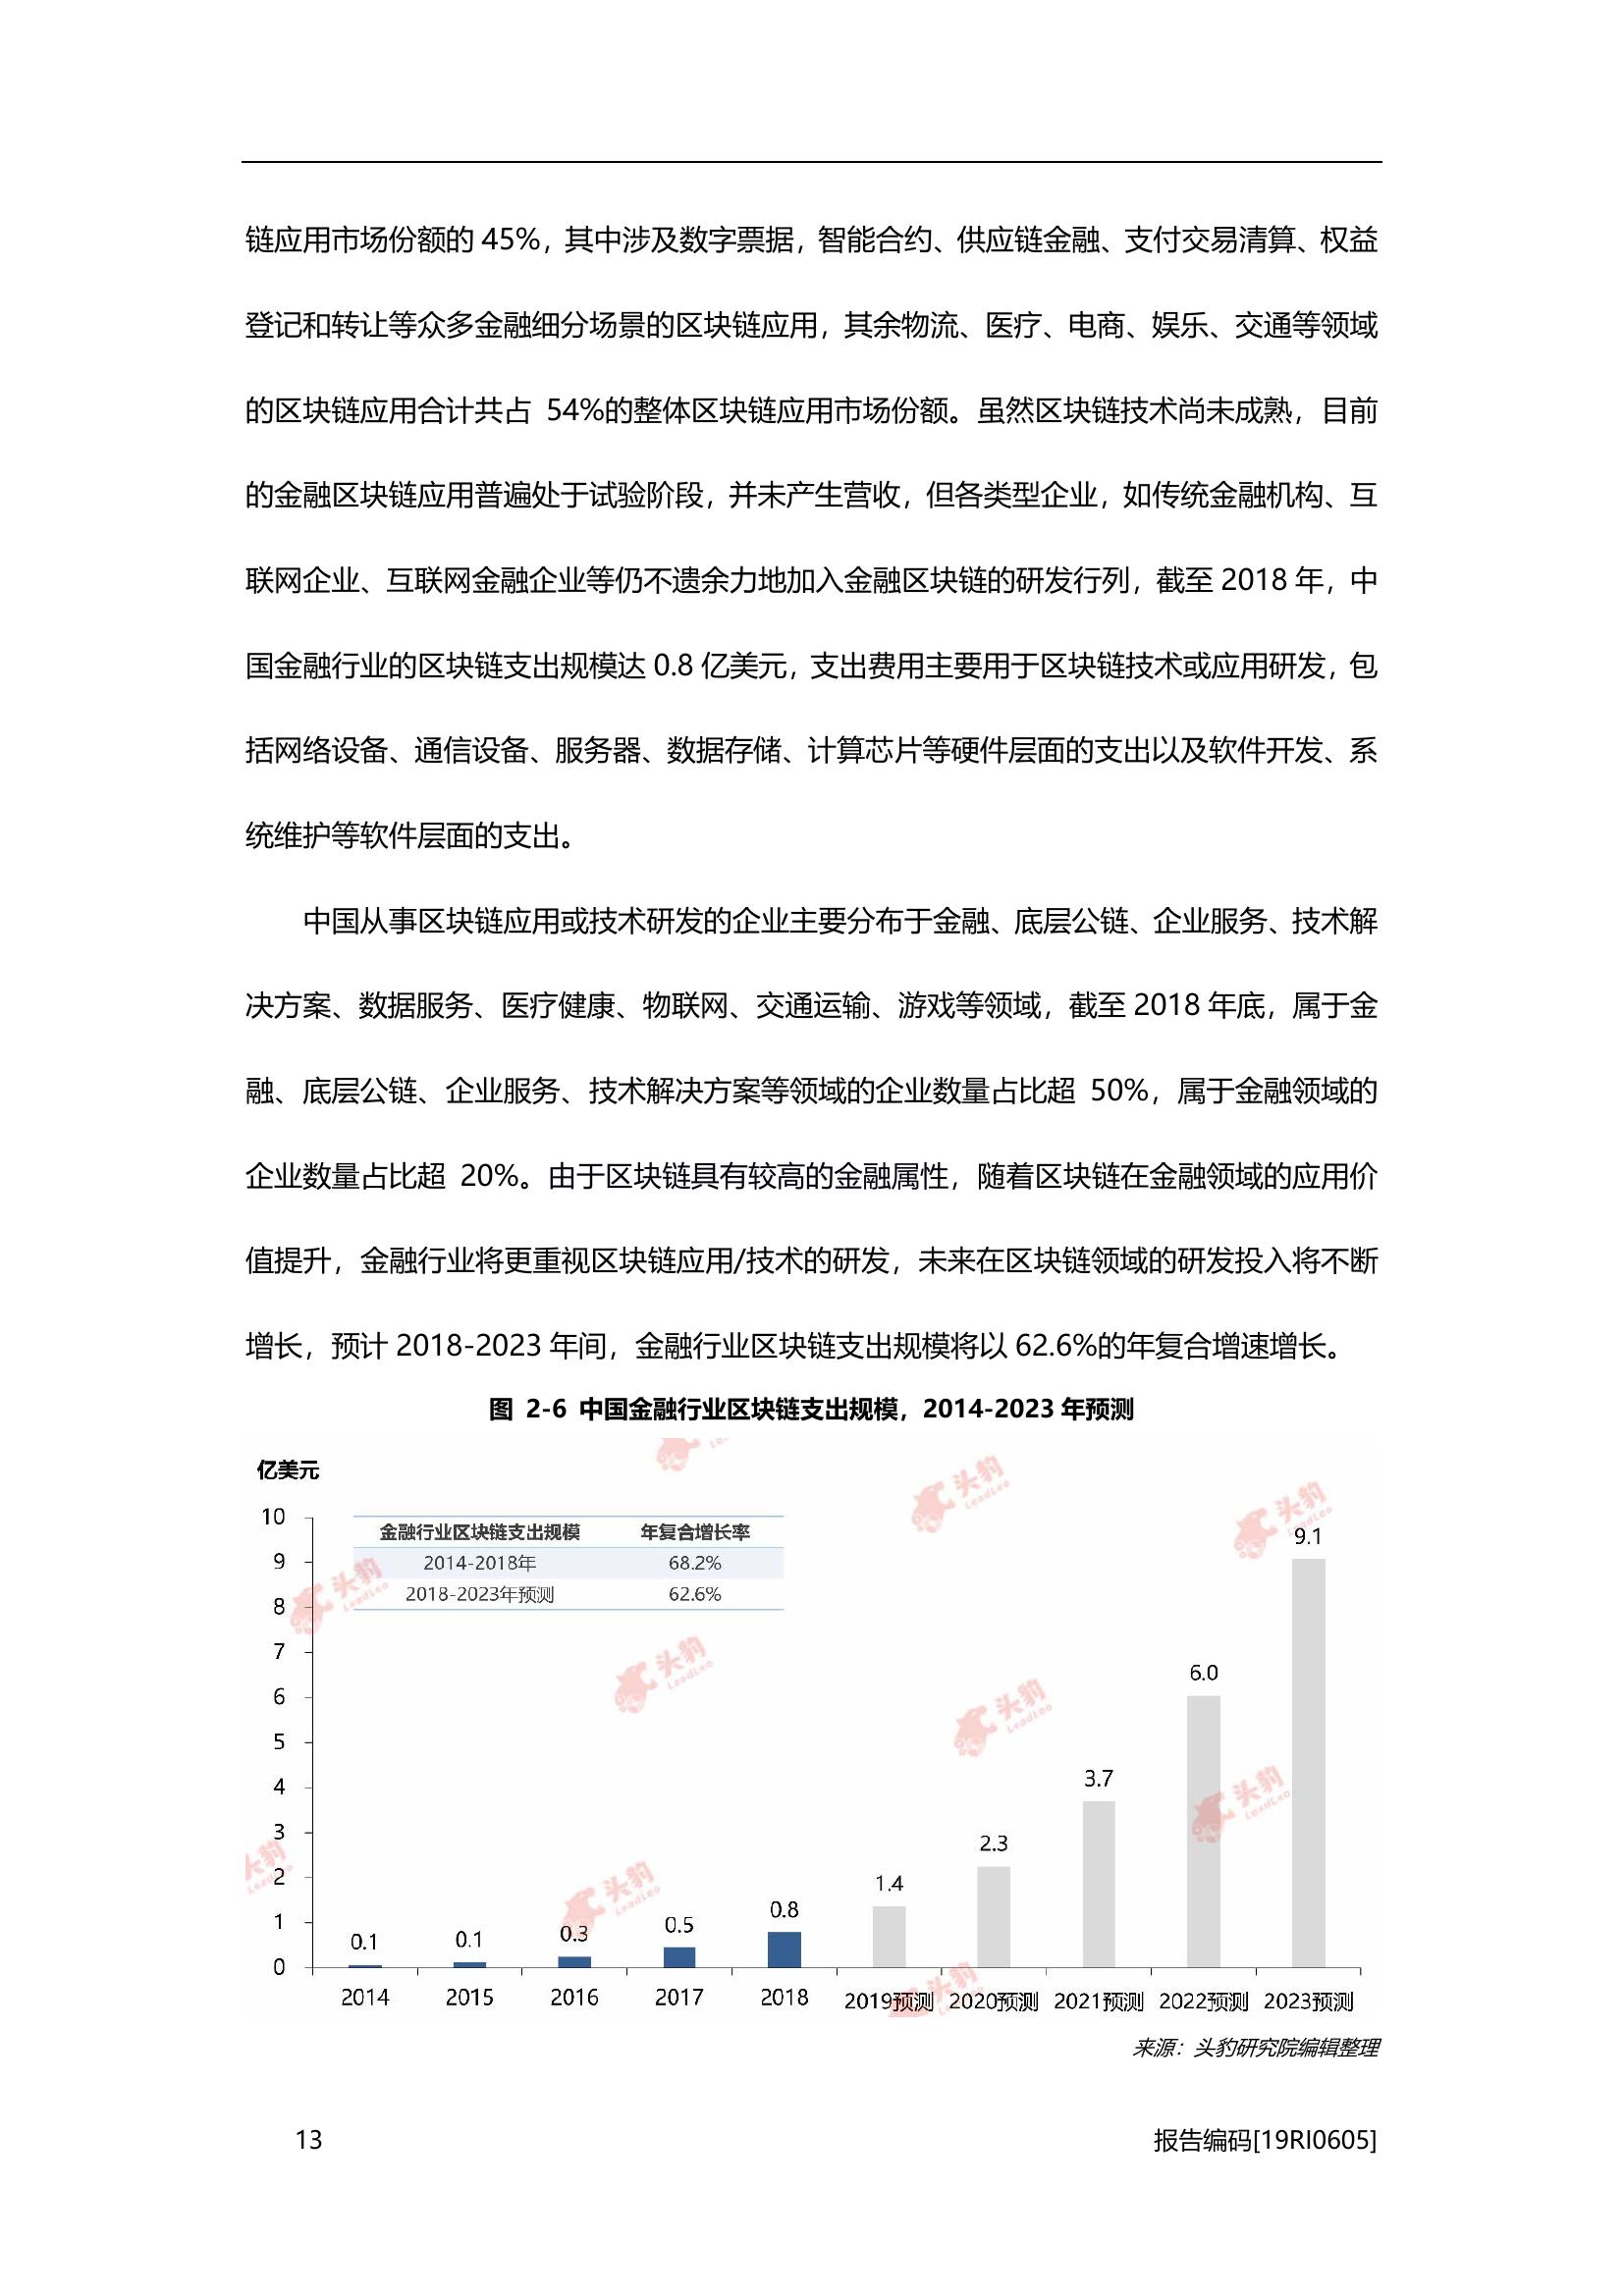 链应用市场份额的 45%，其中涉及数字票据，智能合约、供应链金融、支付交易清算、权益
登记和转让等众多金融细分场景的区块链应用，其余物流、医疗、电商、娱乐、交通等领域
的区块链应用合计共占 54%的整体区块链应用市场份额。虽然区块链技术尚未成熟，目前
的金融区块链应用普遍处于试验阶段，并未产生营收，但各类型企业，如传统金融机构、互
联网企业、互联网金融企业等仍不遗余力地加入金融区块链的研发行列，截至 2018 年，中
国金融行业的区块链支出规模达 0.8 亿美元，支出费用主要用于区块链技术或应用研发，包
括网络设备、通信设备、服务器、数据存储、计算芯片等硬件层面的支出以及软件开发、系
统维护等软件层面的支出。
中国从事区块链应用或技术研发的企业主要分布于金融、底层公链、企业服务、技术解
决方案、数据服务、医疗健康、物联网、交通运输、游戏等领域，截至 2018 年底，属于金
融、底层公链、企业服务、技术解决方案等领域的企业数量占比超 50%，属于金融领域的
企业数量占比超 20%。由于区块链具有较高的金融属性，随着区块链在金融领域的应用价
值提升，金融行业将更重视区块链应用/技术的研发，未来在区块链领域的研发投入将不断
增长，预计 2018-2023 年间，金融行业区块链支出规模将以 62.6%的年复合增速增长。
图 2-6 中国金融行业区块链支出规模，2014-2023 年预测
亿美元
金融行业区块链支出规模 年复合增长率
2014-2018年 68.2%
2018-2023年预测 62.6%
10
9
8
7
6
5
4
3
2
1
0
0.1
0.1
0.3
0.5
0.8
1.4
2.3
3.7
6.0
9.1
2014 2015 2016 2017 2018 2019预测 2020预测 2021预测 2022预测 2023预测
头豹
LeadLeo
头豹
LeadLeo
头豹
LeadLeo
头豹
LeadLeo
头豹
LeadLeo
头豹
LeadLeo
头豹
LeadLeo
头豹
LeadLeo
头豹
来源：头豹研究院编辑整理
13 报告编码[19RI0605]